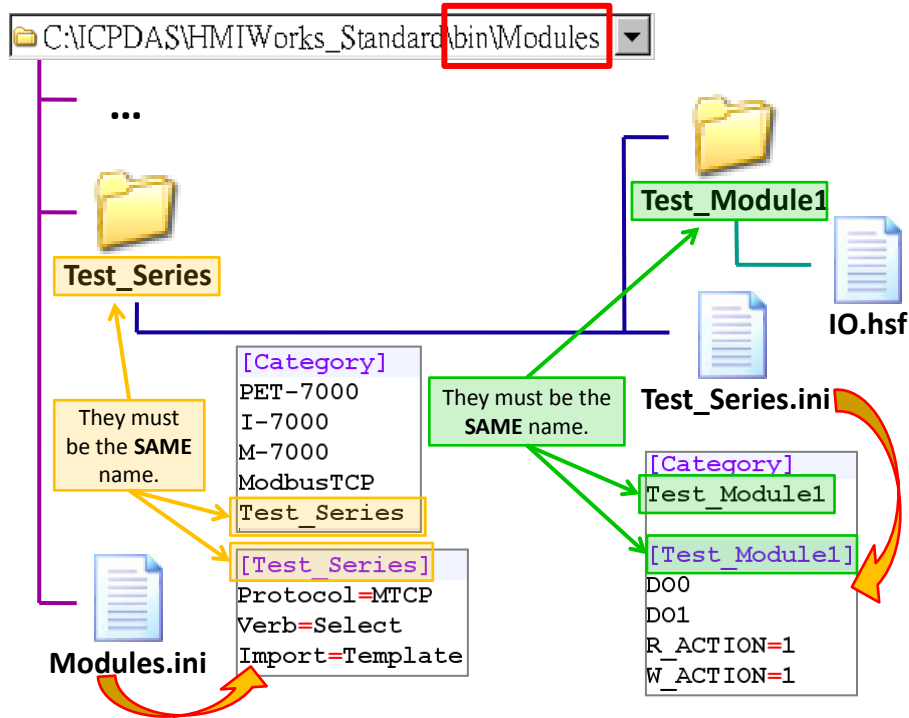 C:\ICPDAS\HMIWorks_Standard\bin\Modules
...
Test_Module1
Test_Series
IO.hsf
[Category]
PET-7000
I-7000
M-7000
ModbusTCP
Test_Series
They must be the
SAME name.
Test_Series.ini
They must
be the SAME
name.
[Category]
Test_Module1
[Test_Module1]
DO0
DO1
R_ACTION=1
W_ACTION=1
[Test_Series]
Protocol=MTCP
Verb=Select
Import=Template
Modules.ini